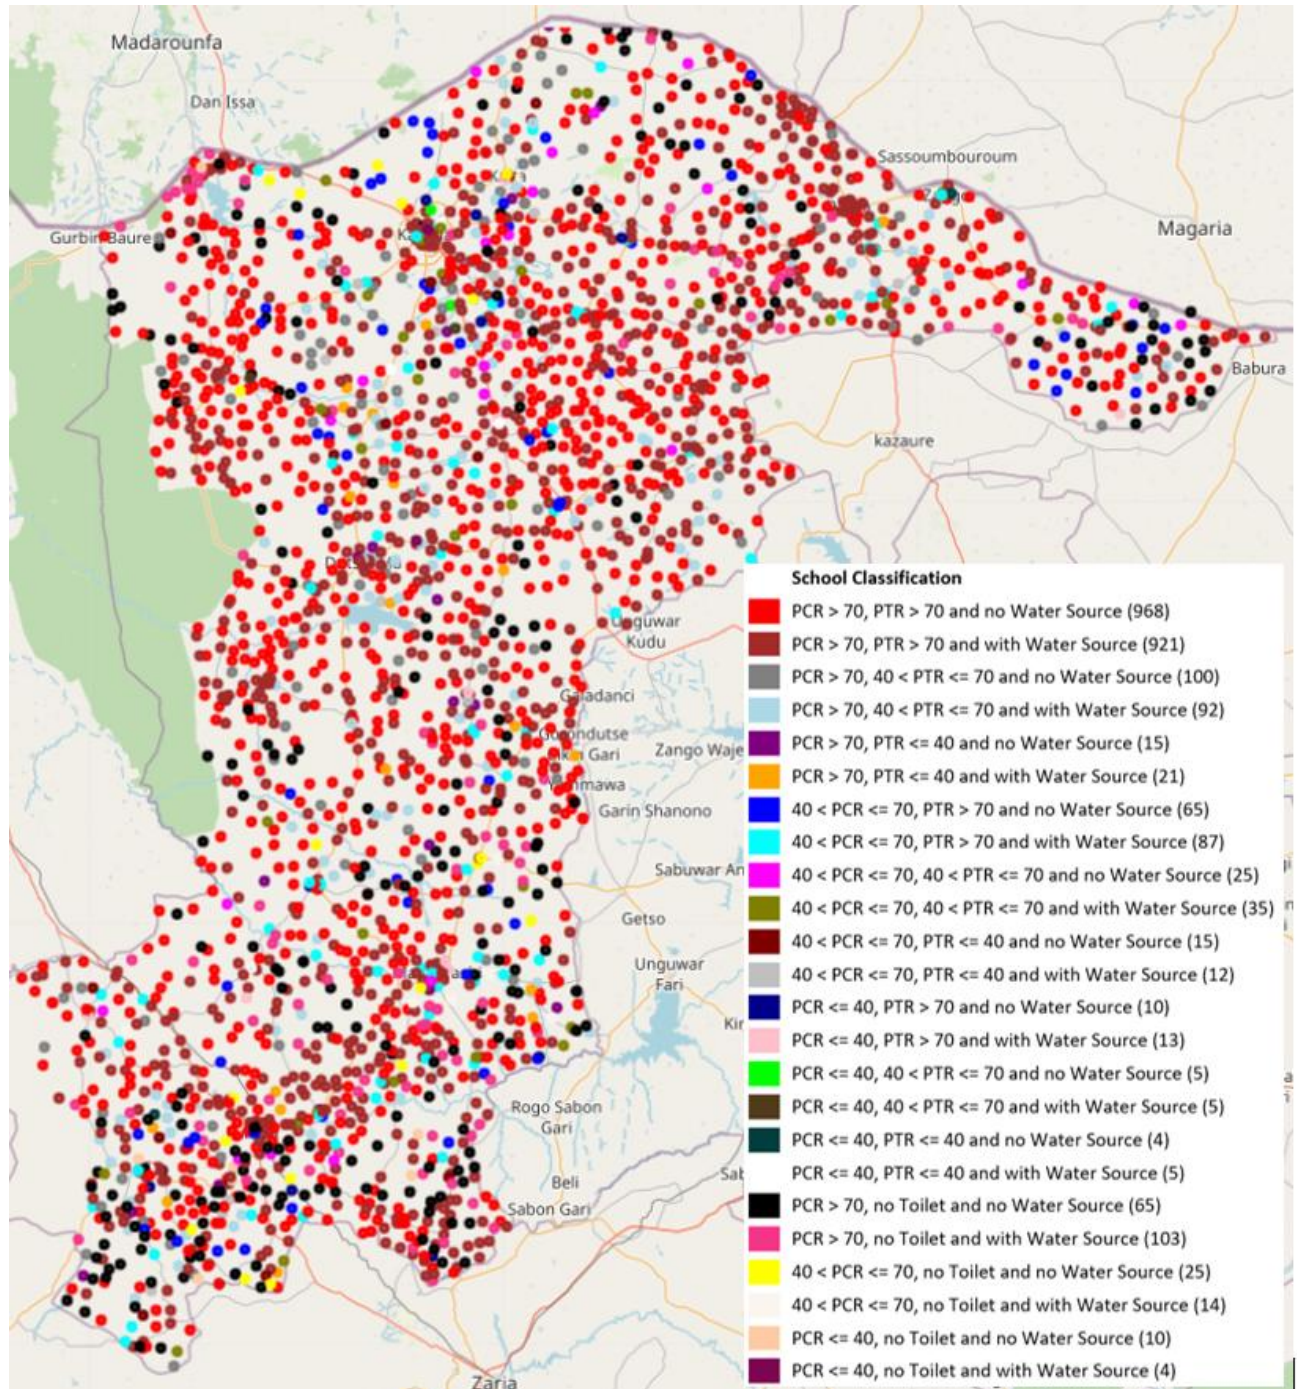 Madarounfa
Dan Issa
Sassoumbouroum
Magaria
Gurbin Baure
Babura
kazaure
Unguwar
Kudu
Galadanci
Zango Waje
Garin Shanono
Sabuwar An
Getso
Unguwar
Fari
Kir
Rogo Sabon
Gari
Beli
Sabon Gari
Sab
Zaria
School Classification
PCR > 70, PTR > 70 and no Water Source (968)
PCR > 70, PTR > 70 and with Water Source (921)
PCR > 70, 40 < PTR <= 70 and no Water Source (100)
PCR > 70, 40 < PTR <= 70 and with Water Source (92)
PCR > 70, PTR <= 40 and no Water Source (15)
PCR > 70, PTR <= 40 and with Water Source (21)
40 < PCR <= 70, PTR > 70 and no Water Source (65)
40 < PCR <= 70, PTR > 70 and with Water Source (87)
40 < PCR <= 70, 40 < PTR <= 70 and no Water Source (25)
40 < PCR <= 70, 40 < PTR <= 70 and with Water Source (35)
40 < PCR <= 70, PTR <= 40 and no Water Source (15)
40 < PCR <= 70, PTR <= 40 and with Water Source (12)
PCR <= 40, PTR > 70 and no Water Source (10)
PCR <= 40, PTR > 70 and with Water Source (13)
PCR <= 40, 40 < PTR <= 70 and no Water Source (5)
PCR <= 40, 40 < PTR <= 70 and with Water Source (5)
PCR <= 40, PTR <= 40 and no Water Source (4)
PCR <= 40, PTR <= 40 and with Water Source (5)
PCR > 70, no Toilet and no Water Source (65)
PCR > 70, no Toilet and with Water Source (103)
40 < PCR <= 70, no Toilet and no Water Source (25)
40 < PCR <= 70, no Toilet and with Water Source (14)
PCR <= 40, no Toilet and no Water Source (10)
PCR <= 40, no Toilet and with Water Source (4)